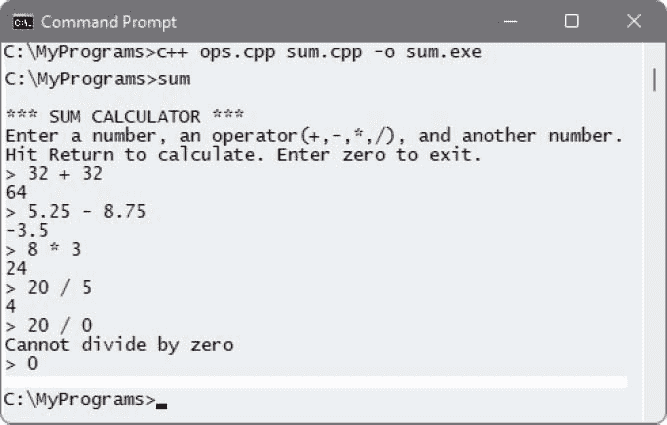 Command Prompt
C:\MyPrograms>c++ ops.cpp sum.cpp -o sum.exe
C:\MyPrograms>sum
*** SUM CALCULATOR ***
Enter a number, an operator(+,-,*,/), and another number.
Hit Return to calculate. Enter zero to exit.
> 32 + 32
64
> 5.25 - 8.75
-3.5
> 8 * 3
24
> 20 / 5
4
> 20 / 0
Cannot divide by zero
> 0
C:\MyPrograms>